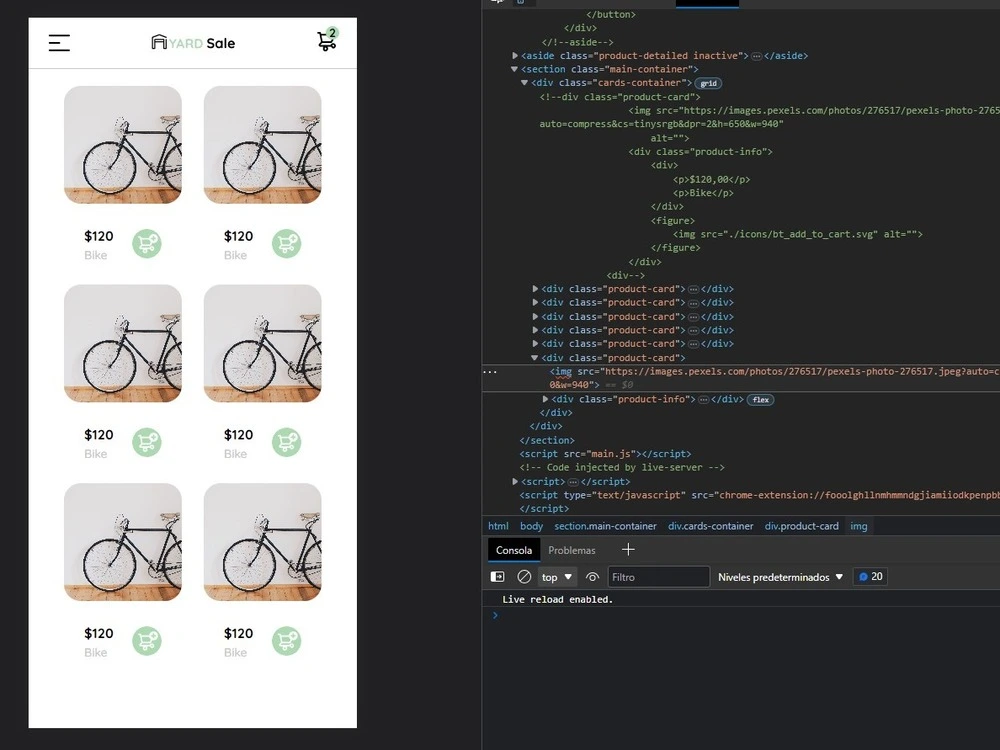 YARD Sale
2
$120
Bike
$120
Bike
$120
Bike
$120
Bike
$120
Bike
$120
Bike
</button>
</div>
</!--aside-->
<aside class="product-detailed inactive"> ⋯ </aside>
<section class="main-container">
<div class="cards-container"> grid
<!--div class="product-card">
<img src="https://images.pexels.com/photos/276517/pexels-photo-2765
auto=compress&cs=tinysrgb&dpr=2&h=650&w=940"
alt="">
<div class="product-info">
<div>
<p>$120,00</p>
<p>Bike</p>
</div>
<figure>
<img src="./icons/bt_add_to_cart.svg" alt="">
</figure>
</div>
<div-->
<div class="product-card"> ⋯ </div>
<div class="product-card"> ⋯ </div>
<div class="product-card"> ⋯ </div>
<div class="product-card"> ⋯ </div>
<div class="product-card"> ⋯ </div>
<div class="product-card">
<img src="https://images.pexels.com/photos/276517/pexels-photo-276517.jpeg?auto=c
0&w=940"> == $0
<div class="product-info"> ⋯ </div> flex
</div>
</div>
</section>
<script src="main.js"></script>
<!-- Code injected by live-server -->
<script> ⋯ </script>
<script type="text/javascript" src="chrome-extension://fooolghllnmhmmndgjiamiiodkpenpbb
</script>
html body section.main-container div.cards-container div.product-card img
Consola Problemas +
top Filtro Niveles predeterminados 20
Live reload enabled.
>